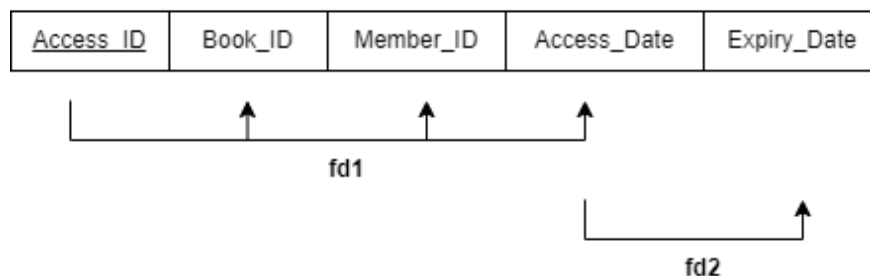 Access_ID Book_ID Member_ID Access_Date Expiry_Date
fd1
fd2